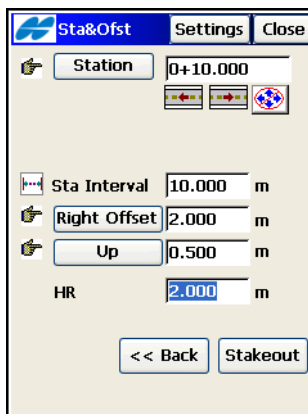 Sta&Ofst Settings Close
Station 0+10.000
Sta Interval 10.000 m
Right Offset 2.000 m
Up 0.500 m
HR 2.000 m
<< Back Stakeout